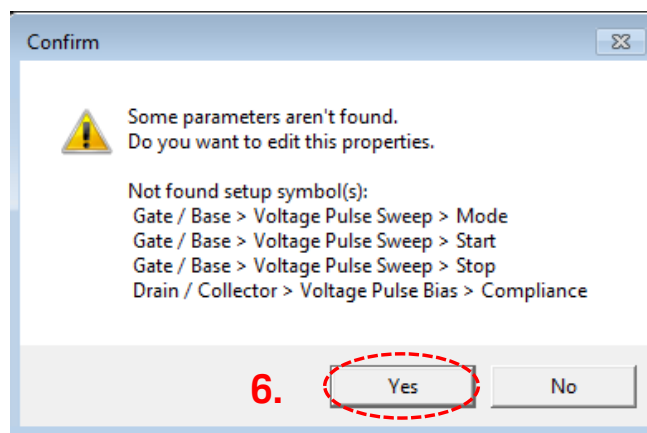 Confirm
Some parameters aren't found.
Do you want to edit this properties.
Not found setup symbol(s):
Gate / Base > Voltage Pulse Sweep > Mode
Gate / Base > Voltage Pulse Sweep > Start
Gate / Base > Voltage Pulse Sweep > Stop
Drain / Collector > Voltage Pulse Bias > Compliance
6. Yes No